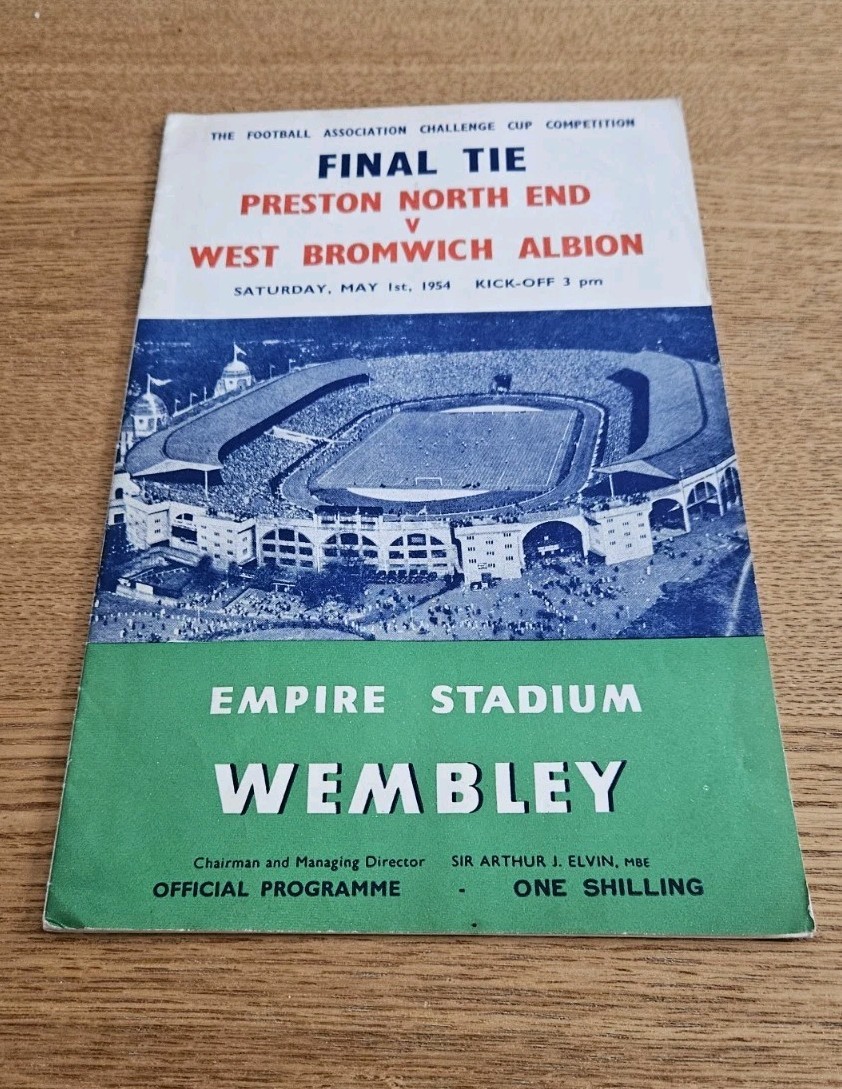 THE FOOTBALL ASSOCIATION CHALLENGE CUP COMPETITION
FINAL TIE
PRESTON NORTH END
V
WEST BROMWICH ALBION
SATURDAY, MAY 1st, 1954 KICK-OFF 3 pm
EMPIRE STADIUM
WEMBLEY
Chairman and Managing Director SIR ARTHUR J. ELVIN, MBE
OFFICIAL PROGRAMME - ONE SHILLING